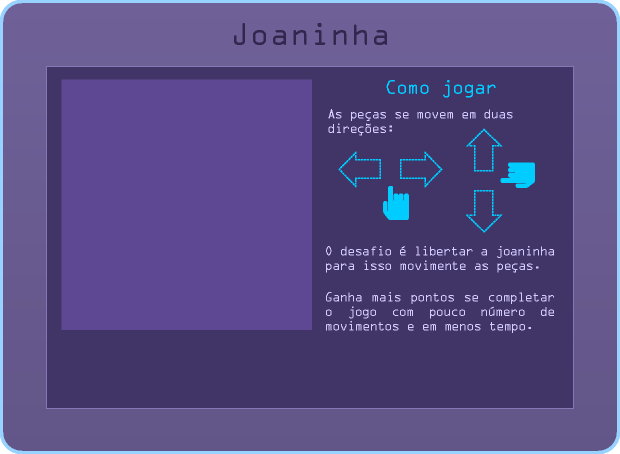 Joaninha
Como jogar
As peças se movem em duas
direções:
O desafio é libertar a joaninha
para isso movimente as peças.
Ganha mais pontos se completar
o jogo com pouco número de
movimentos e em menos tempo.